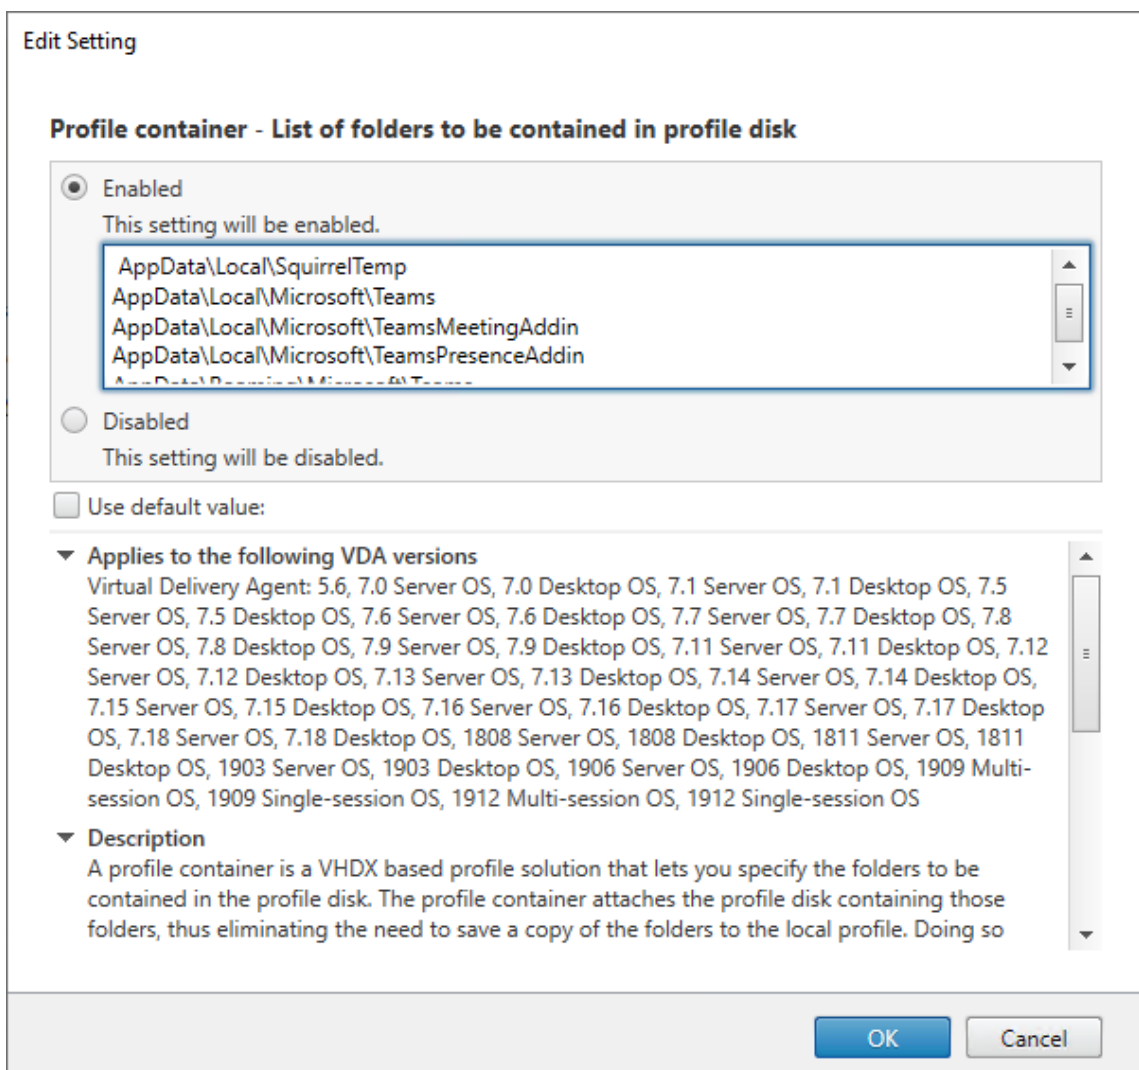 Edit Setting
Profile container - List of folders to be contained in profile disk
Enabled
This setting will be enabled.
AppData\Local\SquirrelTemp
AppData\Local\Microsoft\Teams
AppData\Local\Microsoft\TeamsMeetingAddin
AppData\Local\Microsoft\TeamsPresenceAddin
AppData\Roaming\Microsoft\Teams
Disabled
This setting will be disabled.
Use default value:
Applies to the following VDA versions
Virtual Delivery Agent: 5.6, 7.0 Server OS, 7.0 Desktop OS, 7.1 Server OS, 7.1 Desktop OS, 7.5
Server OS, 7.5 Desktop OS, 7.6 Server OS, 7.6 Desktop OS, 7.7 Server OS, 7.7 Desktop OS, 7.8
Server OS, 7.8 Desktop OS, 7.9 Server OS, 7.9 Desktop OS, 7.11 Server OS, 7.11 Desktop OS, 7.12
Server OS, 7.12 Desktop OS, 7.13 Server OS, 7.13 Desktop OS, 7.14 Server OS, 7.14 Desktop OS,
7.15 Server OS, 7.15 Desktop OS, 7.16 Server OS, 7.16 Desktop OS, 7.17 Server OS, 7.17 Desktop
OS, 7.18 Server OS, 7.18 Desktop OS, 1808 Server OS, 1808 Desktop OS, 1811 Server OS, 1811
Desktop OS, 1903 Server OS, 1903 Desktop OS, 1906 Server OS, 1906 Desktop OS, 1909 Multi-
session OS, 1909 Single-session OS, 1912 Multi-session OS, 1912 Single-session OS
Description
A profile container is a VHDX based profile solution that lets you specify the folders to be
contained in the profile disk. The profile container attaches the profile disk containing those
folders, thus eliminating the need to save a copy of the folders to the local profile. Doing so
OK
Cancel